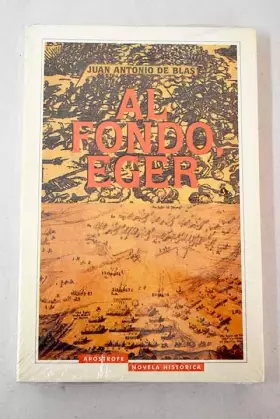 JUAN ANTONIO DE BLAS
AL
FONDO,
EGER
APÓSTROFE
NOVELA HISTÓRICA